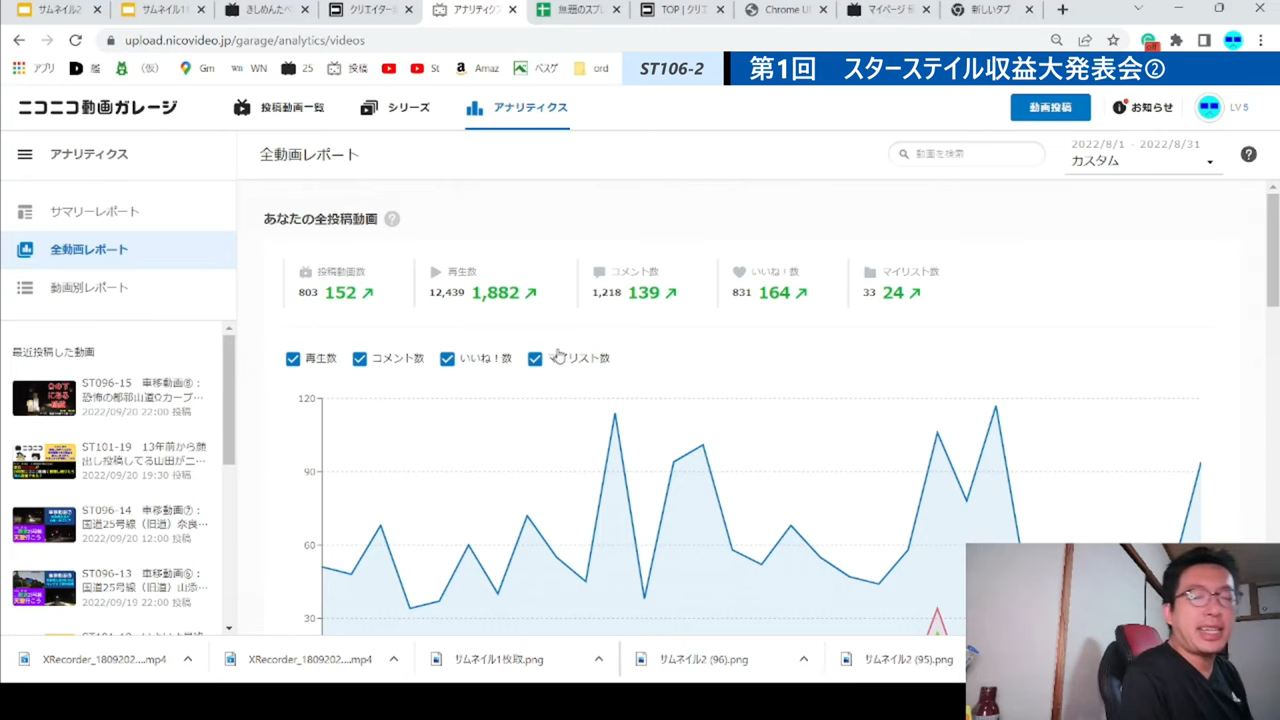 サムネイル2
サムネイル1
きしめんたべ
クリエイター
アナリティク
無題のスプレ
TOP | クリエ
Chrome U
マイページ
新しいタブ
upload.nicovideo.jp/garage/analytics/videos
アプリ
艦
(仮)
Gm
WN
25
投稿
St
Amaz
ベスゲ
ord
ST106-2
第1回 スターステイル収益大発表会②
ニコニコ動画ガレージ
投稿動画一覧
シリーズ
アナリティクス
動画投稿
お知らせ
LV 5
アナリティクス
全動画レポート
動画を検索
2022/8/1 - 2022/8/31
カスタム
サマリーレポート
全動画レポート
動画別レポート
あなたの全投稿動画
投稿動画数
803 152
再生数
12,439 1,882
コメント数
1,218 139
いいね！数
831 164
マイリスト数
33 24
再生数
コメント数
いいね！数
マイリスト数
120
90
60
30
最近投稿した動画
ST096-15 車移動画⑧：
恐怖の都祁山道Ωカーブ…
2022/09/20 22:00 投稿
ST101-19 13年前から顔
出し投稿してる山田がニ…
2022/09/20 19:30 投稿
ST096-14 車移動画⑦：
国道25号線（旧道）奈良…
2022/09/20 12:00 投稿
ST096-13 車移動画⑥：
国道25号線（旧道）山添…
2022/09/19 22:00 投稿
XRecorder_1809202....mp4
XRecorder_1809202....mp4
サムネイル1枚取.png
サムネイル2 (96).png
サムネイル2 (95).png